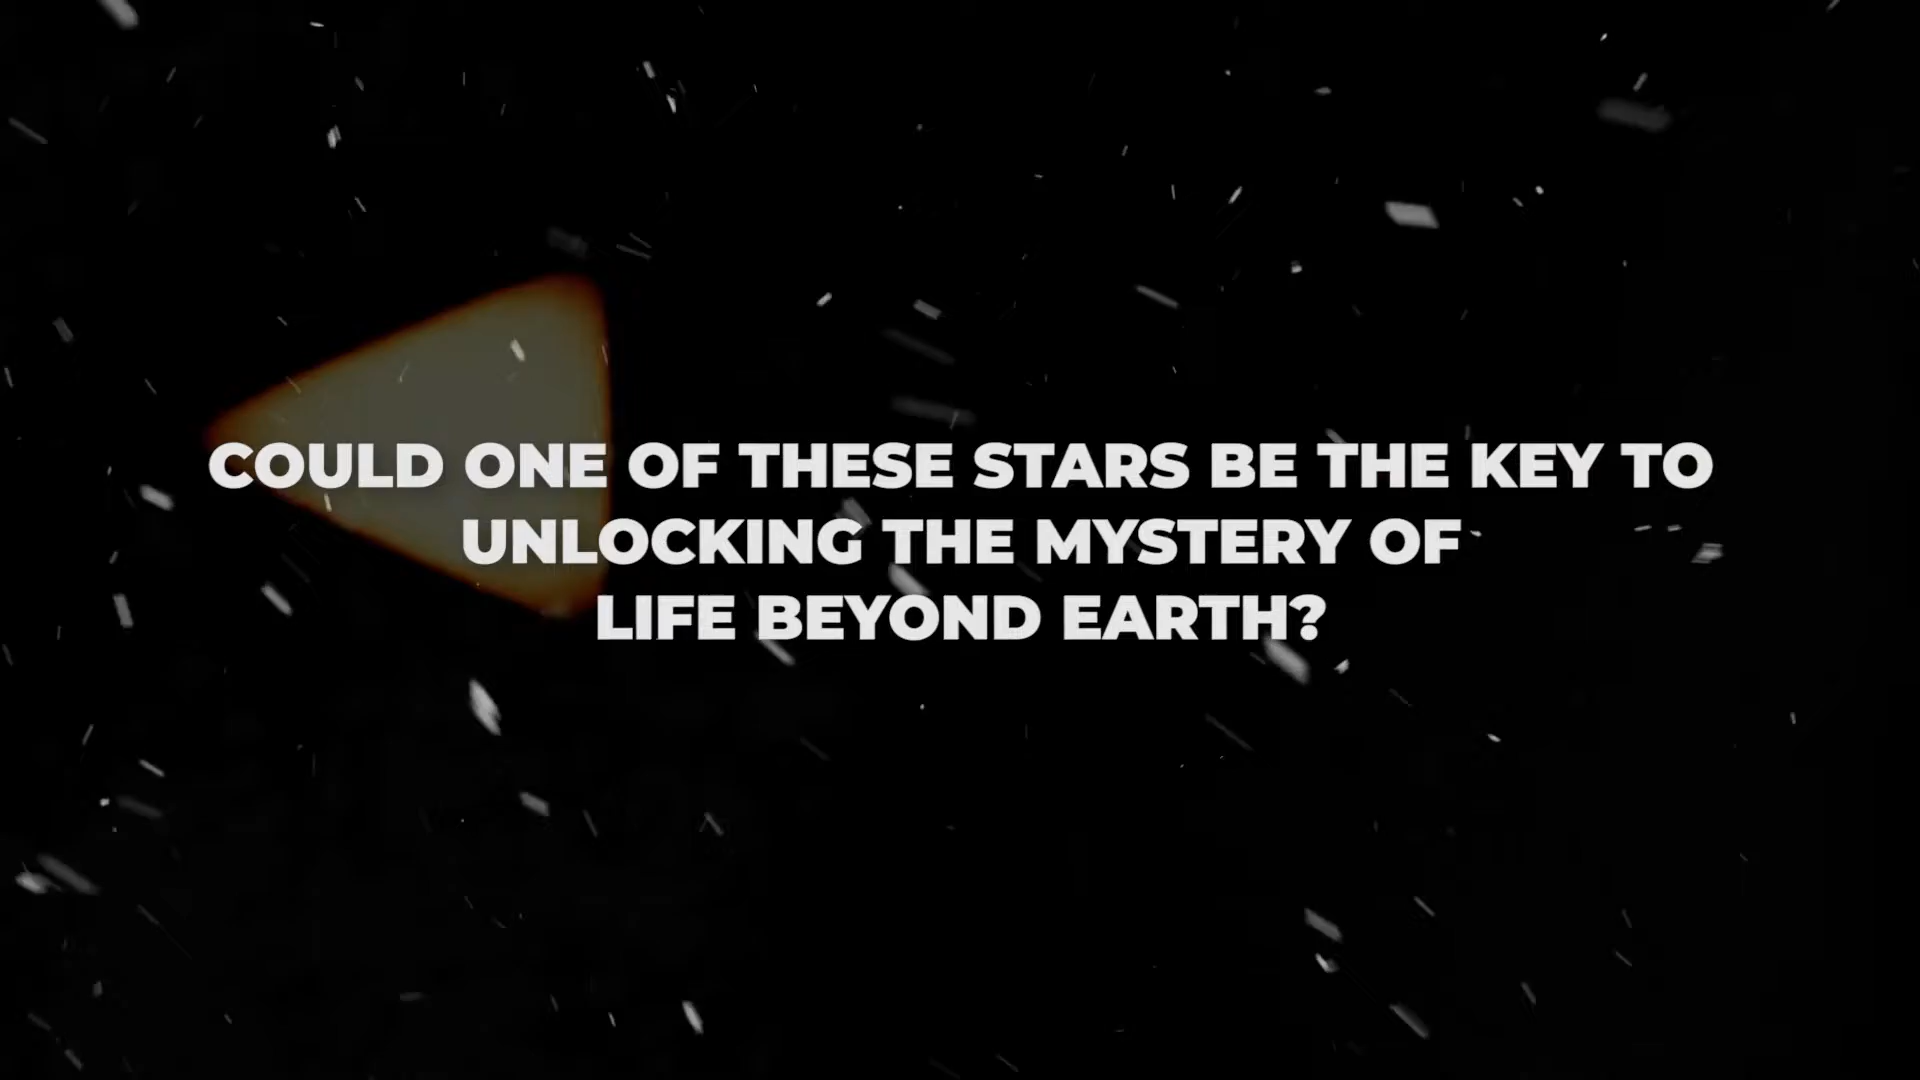 COULD ONE OF THESE STARS BE THE KEY TO
UNLOCKING THE MYSTERY OF
LIFE BEYOND EARTH?